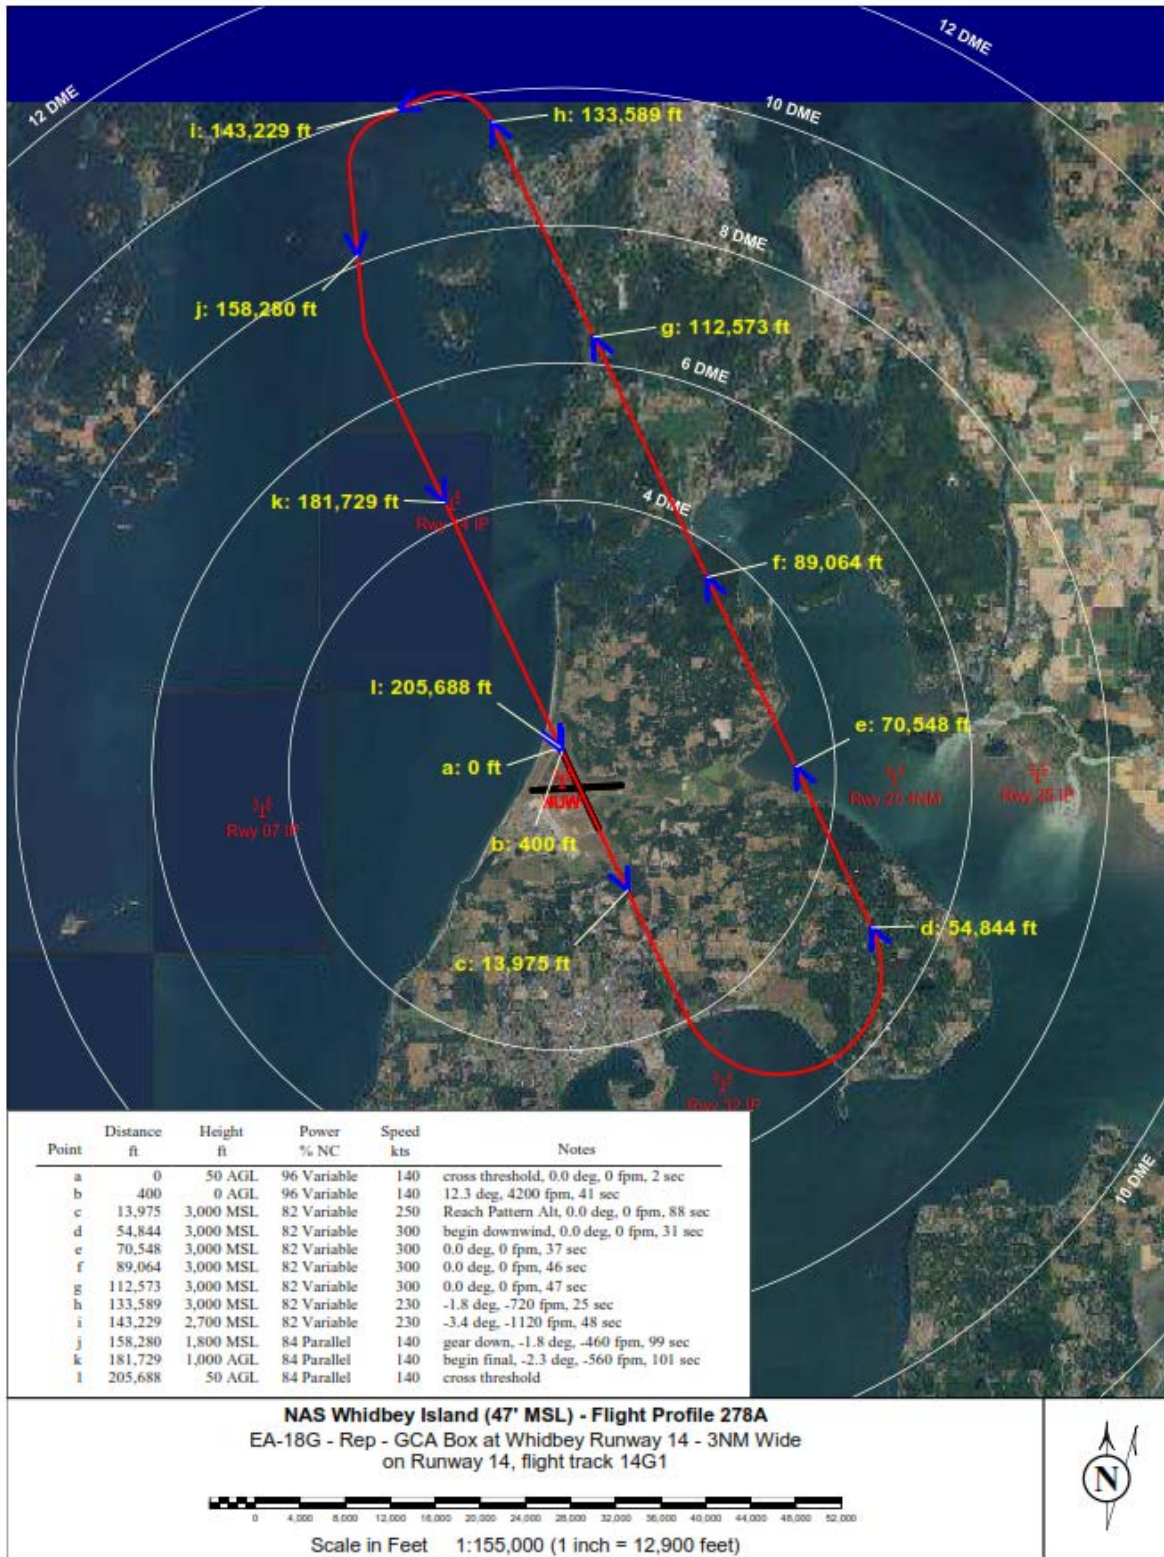 12 DME
12 DME
10 DME
i: 143,229 ft
h: 133,589 ft
8 DME
j: 158,280 ft
g: 112,573 ft
6 DME
k: 181,729 ft
4 DME
f: 89,064 ft
l: 205,688 ft
e: 70,548 ft
a: 0 ft
Rwy 25 4NM
Rwy 25 IP
NUW
Rwy 07 IP
b: 400 ft
d: 54,844 ft
c: 13,975 ft
Rwy 32 IP
10 DME
Point Distance ft Height ft Power % NC Speed kts Notes
a 0 50 AGL 96 Variable 140 cross threshold, 0.0 deg, 0 fpm, 2 sec
b 400 0 AGL 96 Variable 140 12.3 deg, 4200 fpm, 41 sec
c 13,975 3,000 MSL 82 Variable 250 Reach Pattern Alt, 0.0 deg, 0 fpm, 88 sec
d 54,844 3,000 MSL 82 Variable 300 begin downwind, 0.0 deg, 0 fpm, 31 sec
e 70,548 3,000 MSL 82 Variable 300 0.0 deg, 0 fpm, 37 sec
f 89,064 3,000 MSL 82 Variable 300 0.0 deg, 0 fpm, 46 sec
g 112,573 3,000 MSL 82 Variable 300 0.0 deg, 0 fpm, 47 sec
h 133,589 3,000 MSL 82 Variable 230 -1.8 deg, -720 fpm, 25 sec
i 143,229 2,700 MSL 82 Variable 230 -3.4 deg, -1120 fpm, 48 sec
j 158,280 1,800 MSL 84 Parallel 140 gear down, -1.8 deg, -460 fpm, 99 sec
k 181,729 1,000 AGL 84 Parallel 140 begin final, -2.3 deg, -560 fpm, 101 sec
l 205,688 50 AGL 84 Parallel 140 cross threshold
NAS Whidbey Island (47' MSL) - Flight Profile 278A
EA-18G - Rep - GCA Box at Whidbey Runway 14 - 3NM Wide
on Runway 14, flight track 14G1
0 4,000 8,000 12,000 16,000 20,000 24,000 28,000 32,000 36,000 40,000 44,000 48,000 52,000
Scale in Feet 1:155,000 (1 inch = 12,900 feet)
N